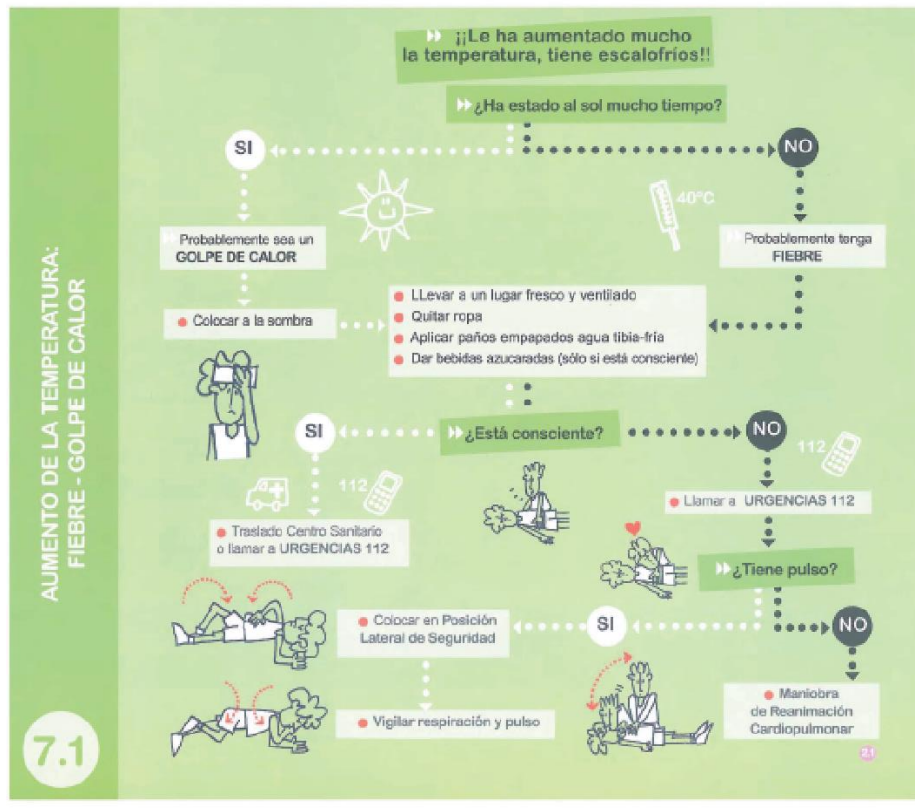 AUMENTO DE LA TEMPERATURA:
FIEBRE - GOLPE DE CALOR
7.1
¡¡Le ha aumentado mucho
la temperatura, tiene escalofríos!!
¿Ha estado al sol mucho tiempo?
SI
NO
40ºC
Probablemente sea un
GOLPE DE CALOR
Probablemente tenga
FIEBRE
Colocar a la sombra
LLevar a un lugar fresco y ventilado
Quitar ropa
Aplicar paños empapados agua tibia-fría
Dar bebidas azucaradas (sólo si está consciente)
¿Está consciente?
SI
NO
112
112
Traslado Centro Sanitario
o llamar a URGENCIAS 112
Llamar a URGENCIAS 112
¿Tiene pulso?
SI
NO
Colocar en Posición
Lateral de Seguridad
Vigilar respiración y pulso
Maniobra
de Reanimación
Cardiopulmonar
2.1